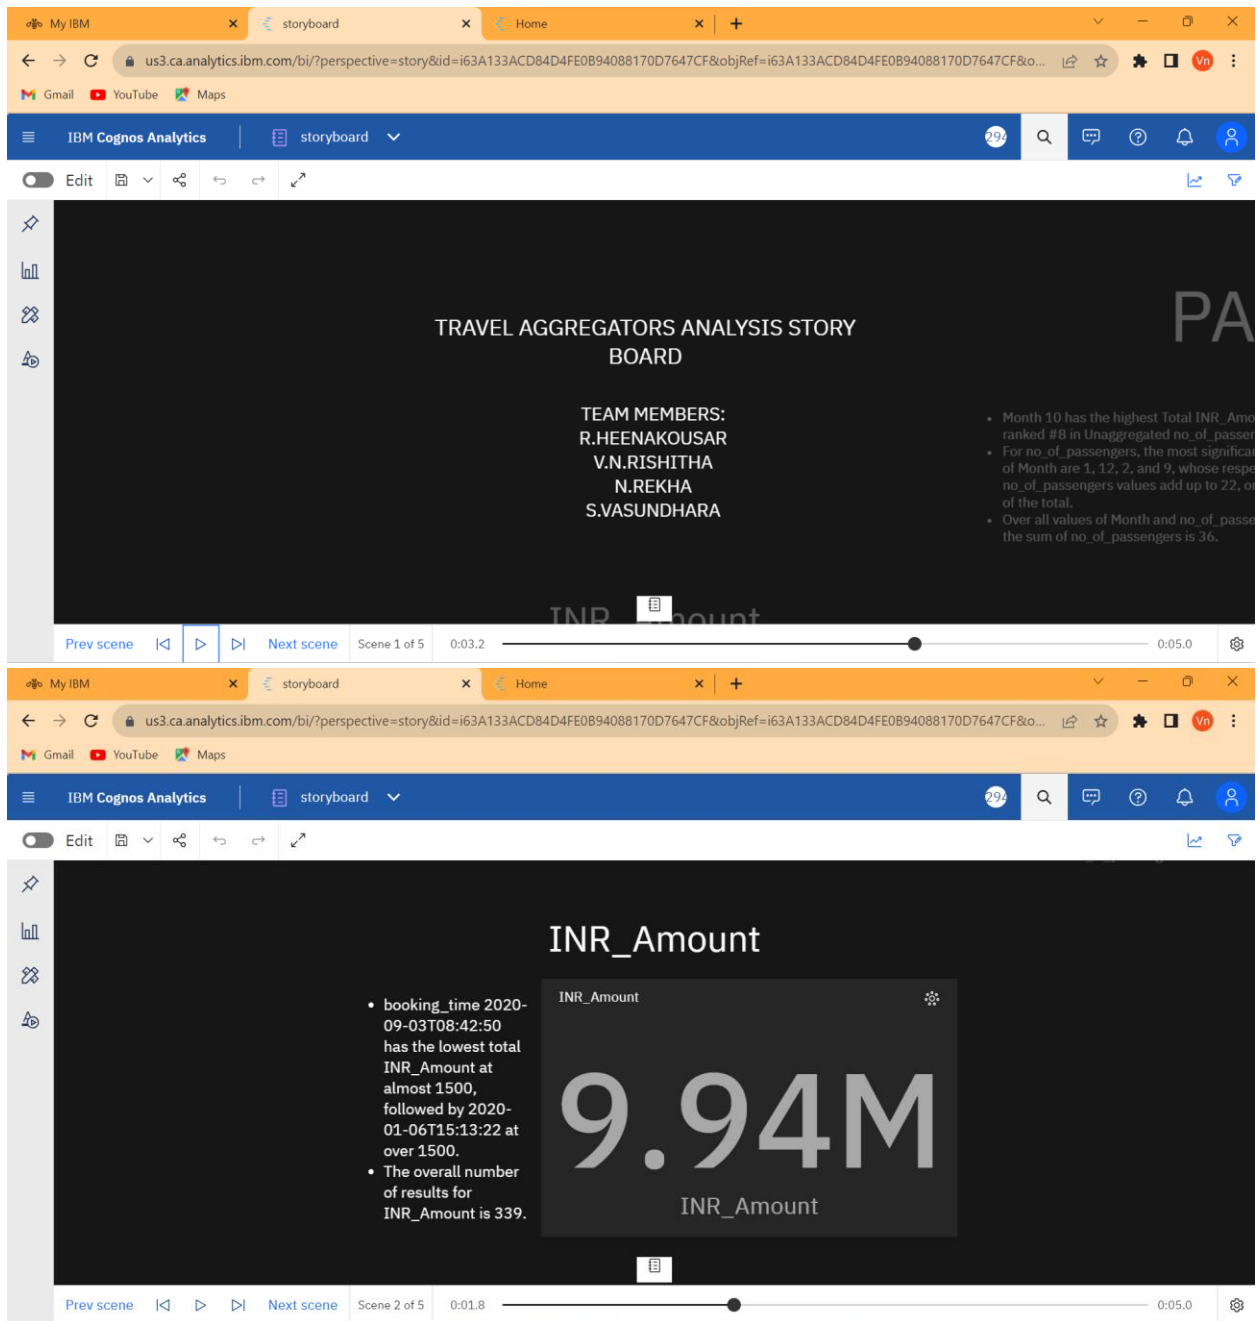 My IBM
storyboard
Home
us3.ca.analytics.ibm.com/bi/?perspective=story&id=i63A133ACD84D4FE0B94088170D7647CF&objRef=i63A133ACD84D4FE0B94088170D7647CF&o...
Vn
Gmail YouTube Maps
IBM Cognos Analytics
storyboard
294
Edit
TRAVEL AGGREGATORS ANALYSIS STORY
BOARD
TEAM MEMBERS:
R.HEENAKOUSAR
V.N.RISHITHA
N.REKHA
S.VASUNDHARA
PA
• Month 10 has the highest Total INR_Amo
ranked #8 in Unaggregated no_of_passer
• For no_of_passengers, the most significar
of Month are 1, 12, 2, and 9, whose respe
no_of_passengers values add up to 22, or
of the total.
• Over all values of Month and no_of_passe
the sum of no_of_passengers is 36.
INR_Amount
Prev scene Next scene Scene 1 of 5 0:03.2 0:05.0
My IBM
storyboard
Home
us3.ca.analytics.ibm.com/bi/?perspective=story&id=i63A133ACD84D4FE0B94088170D7647CF&objRef=i63A133ACD84D4FE0B94088170D7647CF&o...
Vn
Gmail YouTube Maps
IBM Cognos Analytics
storyboard
294
Edit
INR_Amount
• booking_time 2020-
09-03T08:42:50
has the lowest total
INR_Amount at
almost 1500,
followed by 2020-
01-06T15:13:22 at
over 1500.
• The overall number
of results for
INR_Amount is 339.
INR_Amount
9.94M
INR_Amount
Prev scene Next scene Scene 2 of 5 0:01.8 0:05.0